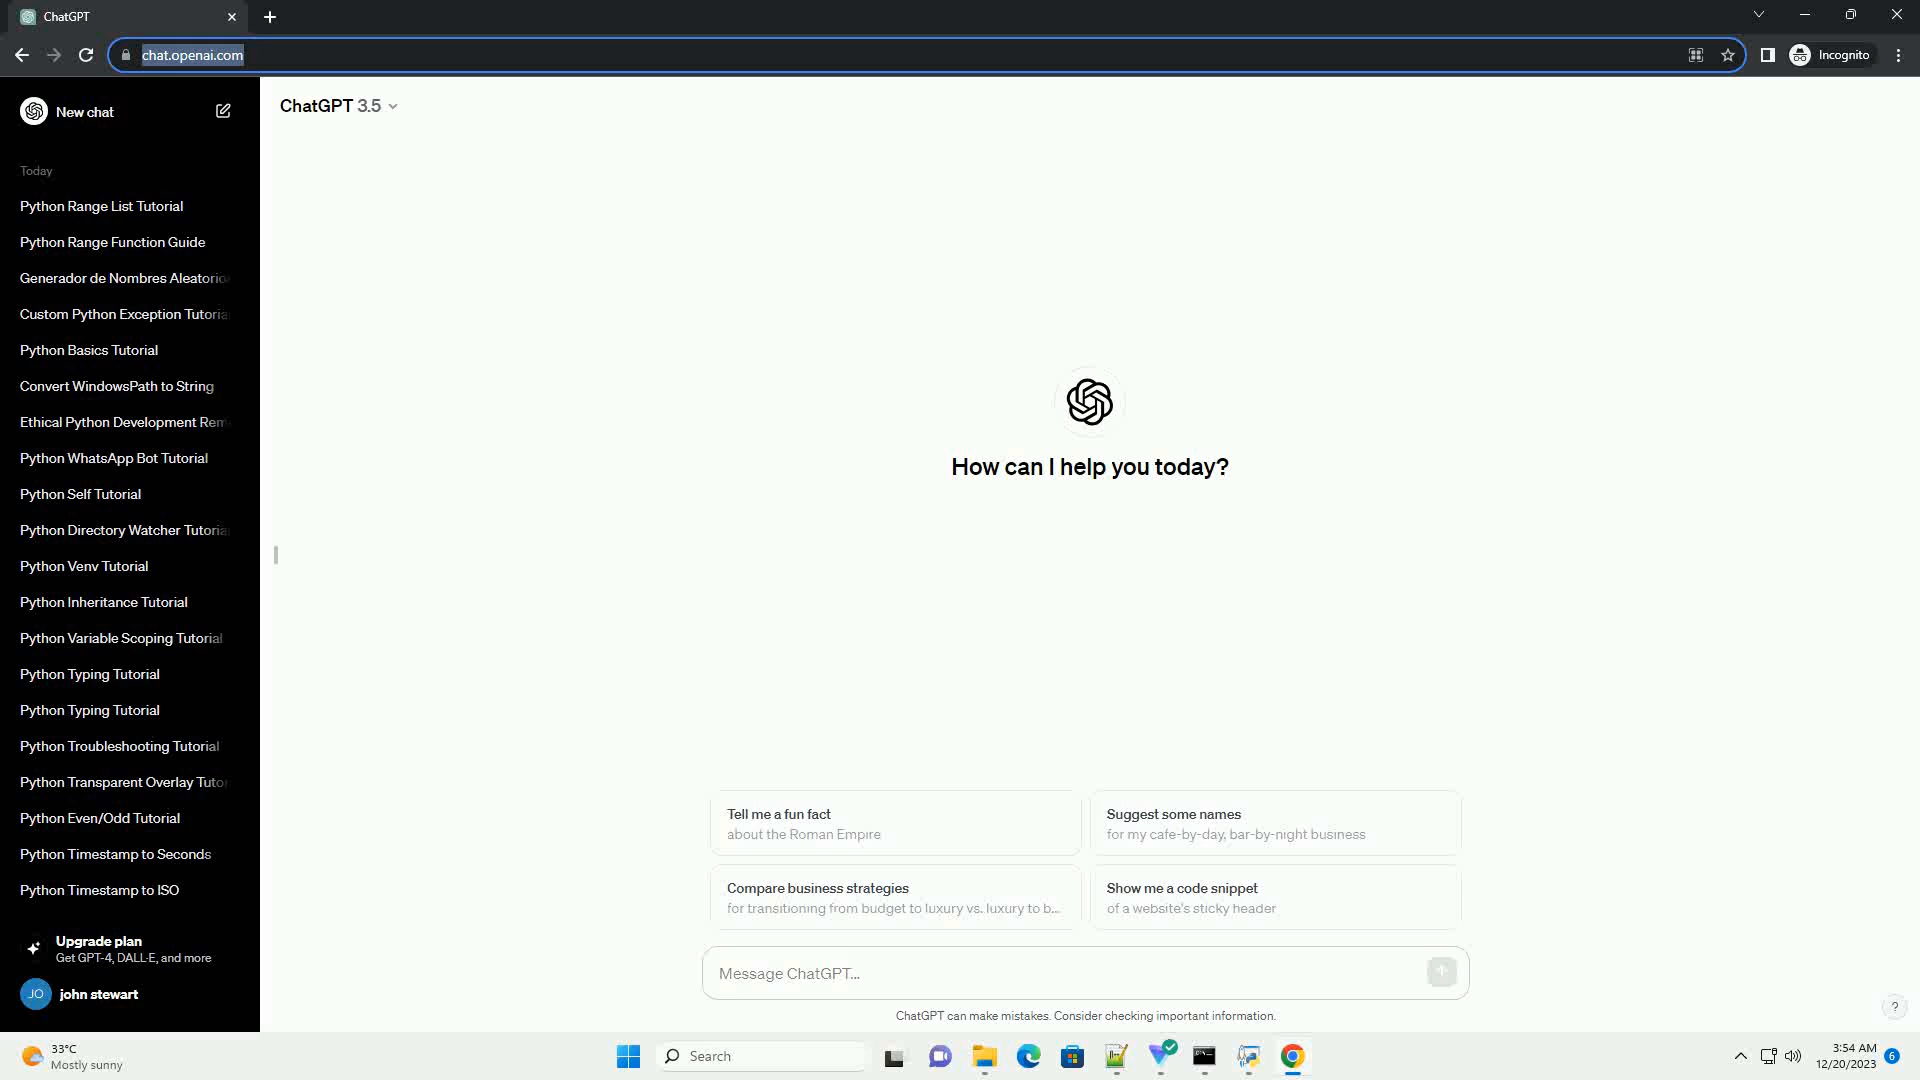 ChatGPT
chat.openai.com
Incognito
New chat
ChatGPT 3.5
Today
Python Range List Tutorial
Python Range Function Guide
Generador de Nombres Aleatorio
Custom Python Exception Tutoria
Python Basics Tutorial
Convert WindowsPath to String
Ethical Python Development Rem
Python WhatsApp Bot Tutorial
Python Self Tutorial
Python Directory Watcher Tutoria
Python Venv Tutorial
Python Inheritance Tutorial
Python Variable Scoping Tutorial
Python Typing Tutorial
Python Typing Tutorial
Python Troubleshooting Tutorial
Python Transparent Overlay Tutor
Python Even/Odd Tutorial
Python Timestamp to Seconds
Python Timestamp to ISO
Upgrade plan
Get GPT-4, DALL·E, and more
JO john stewart
How can I help you today?
Tell me a fun fact
about the Roman Empire
Suggest some names
for my cafe-by-day, bar-by-night business
Compare business strategies
for transitioning from budget to luxury vs. luxury to b...
Show me a code snippet
of a website's sticky header
Message ChatGPT...
ChatGPT can make mistakes. Consider checking important information.
?
33°C
Mostly sunny
Search
3:54 AM
12/20/2023
6